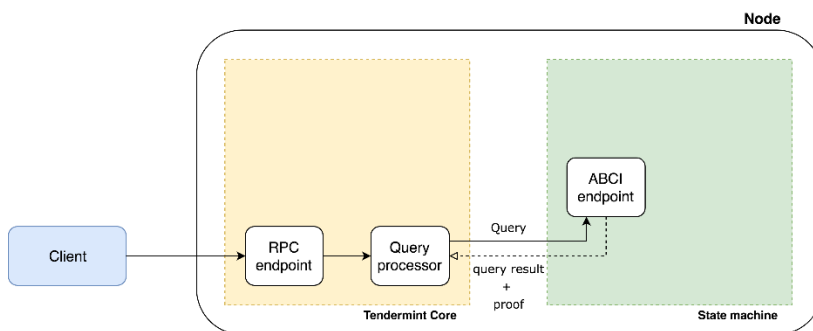 Node
ABCI
endpoint
Query
Client
RPC
endpoint
Query
processor
query result
+
proof
Tendermint Core
State machine